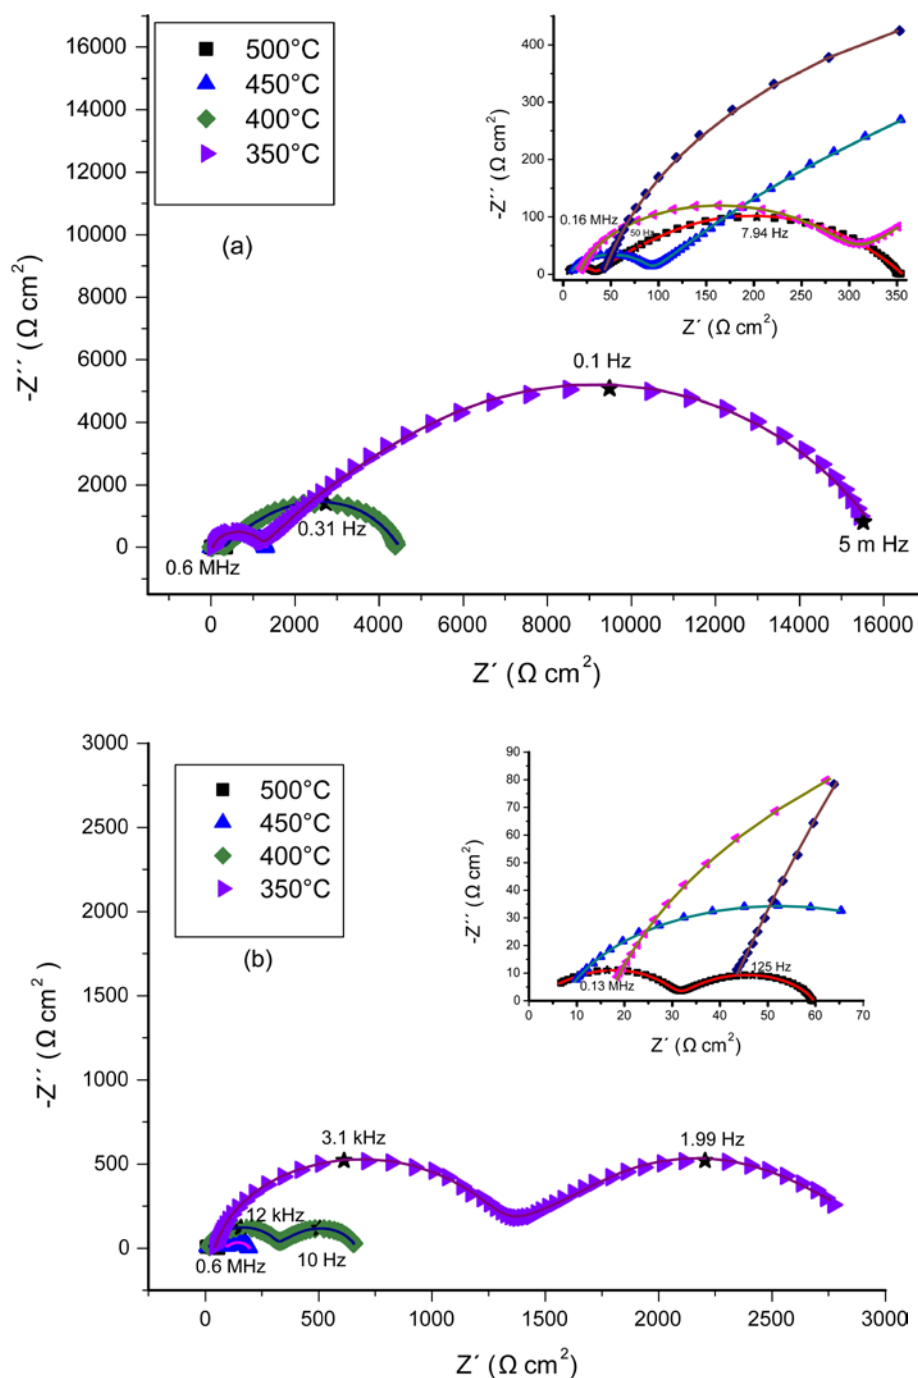 16000
14000
12000
10000
8000
6000
4000
2000
0
-Z´´ (Ω cm²)
500°C
450°C
400°C
350°C
(a)
400
300
200
100
0
-Z´´ (Ω cm²)
0.16 MHz
50 Hz
7.94 Hz
0 50 100 150 200 250 300 350
Z´ (Ω cm²)
0.1 Hz
0.31 Hz
0.6 MHz
5 m Hz
0 2000 4000 6000 8000 10000 12000 14000 16000
Z´ (Ω cm²)
3000
2500
2000
1500
1000
500
0
-Z´´ (Ω cm²)
500°C
450°C
400°C
350°C
(b)
90
80
70
60
50
40
30
20
10
0
-Z´´ (Ω cm²)
0.13 MHz
125 Hz
0 10 20 30 40 50 60 70
Z´ (Ω cm²)
3.1 kHz
1.99 Hz
12 kHz
0.6 MHz
10 Hz
0 500 1000 1500 2000 2500 3000
Z´ (Ω cm²)